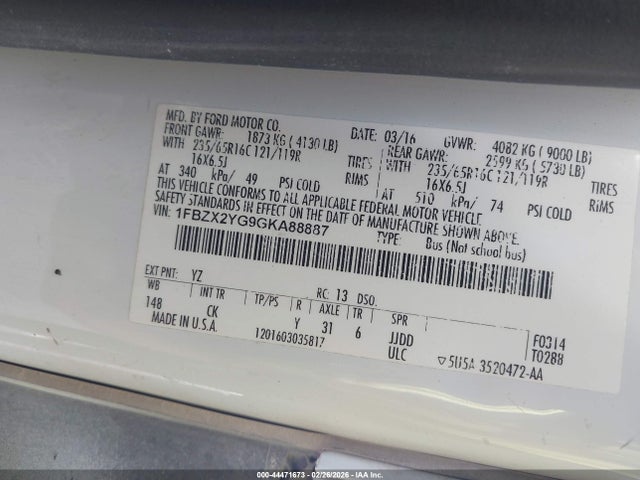 MFD. BY FORD MOTOR CO. DATE: 03/16 GVWR: 4082 KG ( 9000 LB)
FRONT GAWR: 1873 KG ( 4130 LB) REAR GAWR: 2599 KG ( 5730 LB)
WITH 235/65R16C 121/119R TIRES WITH 235/65R16C 121/119R TIRES
16X6.5J RIMS 16X6.5J RIMS
AT 340 kPa/ 49 PSI COLD AT 510 kPa/ 74 PSI COLD
THIS VEHICLE CONFORMS TO ALL APPLICABLE FEDERAL MOTOR VEHICLE
SAFETY STANDARDS IN EFFECT ON THE DATE OF MANUFACTURE SHOWN ABOVE.
VIN: 1FBZX2YG9GKA88887 TYPE: Bus (Not school bus)
EXT PNT: YZ RC: 13 DSO:
WB INT TR TP/PS R AXLE TR SPR
148 CK Y 31 6 JJDD F0314
MADE IN U.S.A. 1201603035817 ULC T0288
▽5U5A 3520472-AA
000-44471673 - 02/26/2026 - IAA Inc.